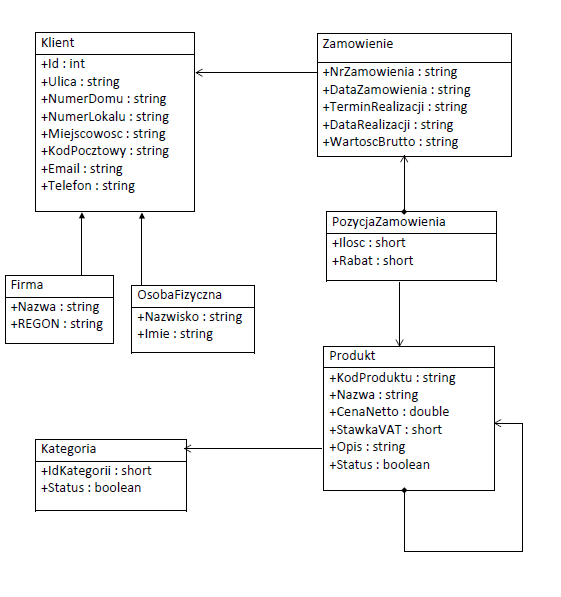 Klient
+Id : int
+Ulica : string
+NumerDomu : string
+NumerLokalu : string
+Miejscowosc : string
+KodPocztowy : string
+Email : string
+Telefon : string
Zamowienie
+NrZamowienia : string
+DataZamowienia : string
+TerminRealizacji : string
+DataRealizacji : string
+WartoscBrutto : string
PozycjaZamowienia
+Ilosc : short
+Rabat : short
Firma
+Nazwa : string
+REGON : string
OsobaFizyczna
+Nazwisko : string
+Imie : string
Produkt
+KodProduktu : string
+Nazwa : string
+CenaNetto : double
+StawkaVAT : short
+Opis : string
+Status : boolean
Kategoria
+IdKategorii : short
+Status : boolean